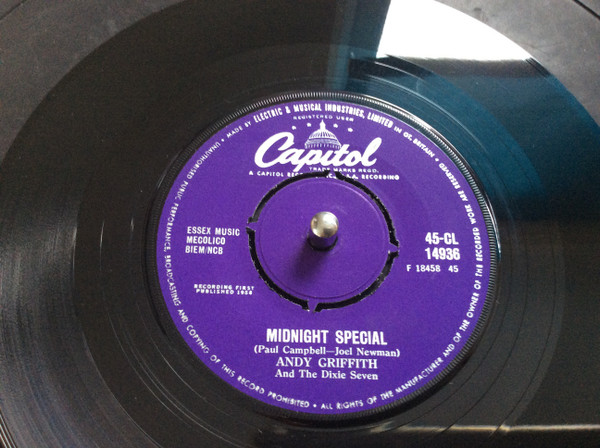 MADE BY ELECTRIC & MUSICAL INDUSTRIES, LIMITED IN GT. BRITAIN
REGISTERED USER
Capitol
TRADE MARKS REGD.
A CAPITOL RECORDING
ESSEX MUSIC
MECOLICO
BIEM/NCB
45-CL
14936
F 18458 45
RECORDING FIRST
PUBLISHED 1958
MIDNIGHT SPECIAL
(Paul Campbell—Joel Newman)
ANDY GRIFFITH
And The Dixie Seven
ALL RIGHTS OF THE MANUFACTURER AND OF THE OWNER OF THE RECORDED WORK ARE RESERVED
UNAUTHORISED PUBLIC PERFORMANCE, BROADCASTING AND COPYING OF THIS RECORD PROHIBITED